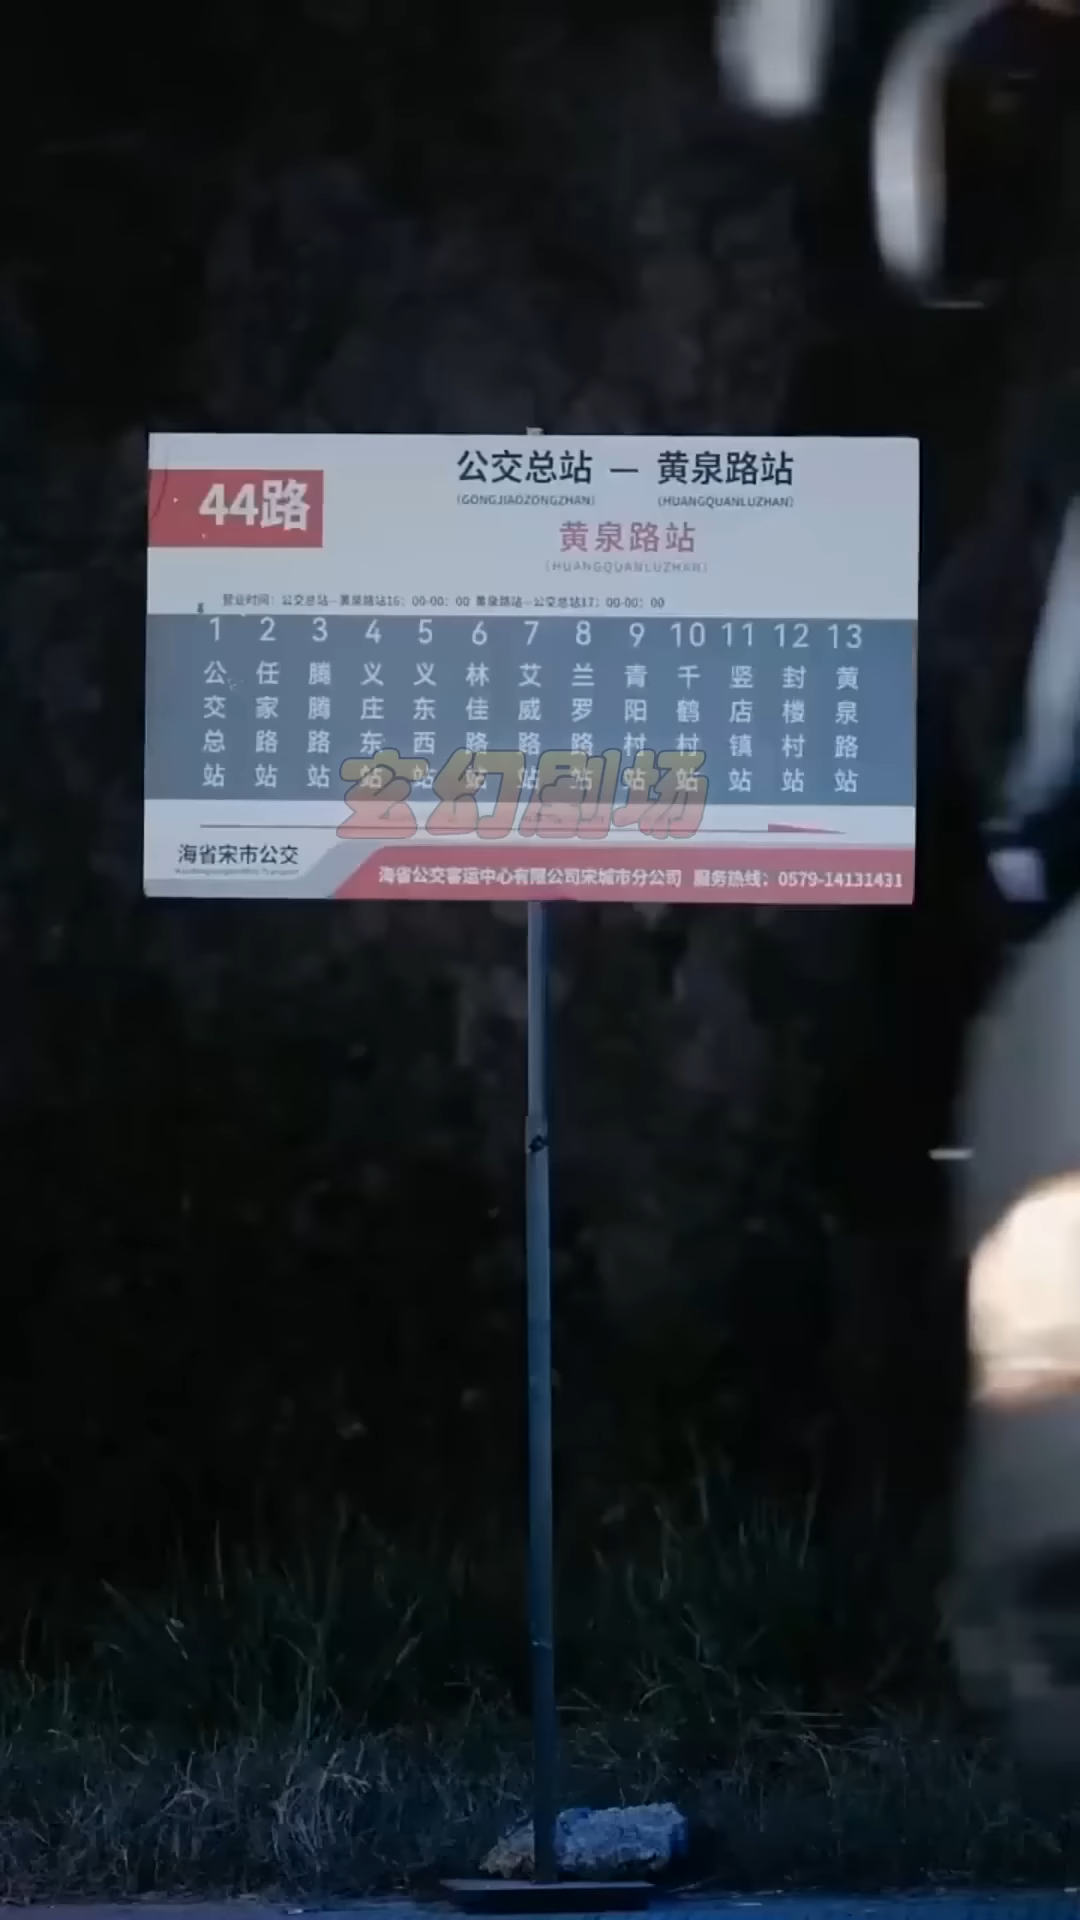 44路
公交总站 — 黄泉路站
(GONGJIAOZONGZHAN) (HUANGQUANLUZHAN)
黄泉路站
(HUANGQUANLUZHAN)
营业时间：公交总站—黄泉路站16：00-00：00 黄泉路站—公交总站17：00-00：00
1 2 3 4 5 6 7 8 9 10 11 12 13
公交总站
任家路站
腾腾路站
义庄东站
义东西站
林佳路站
艾威路站
兰罗路站
青阳村站
千鹤村站
竖店镇站
封楼村站
黄泉路站
玄幻剧场
海省宋市公交
海省公交客运中心有限公司宋城市分公司 服务热线：0579-14131431